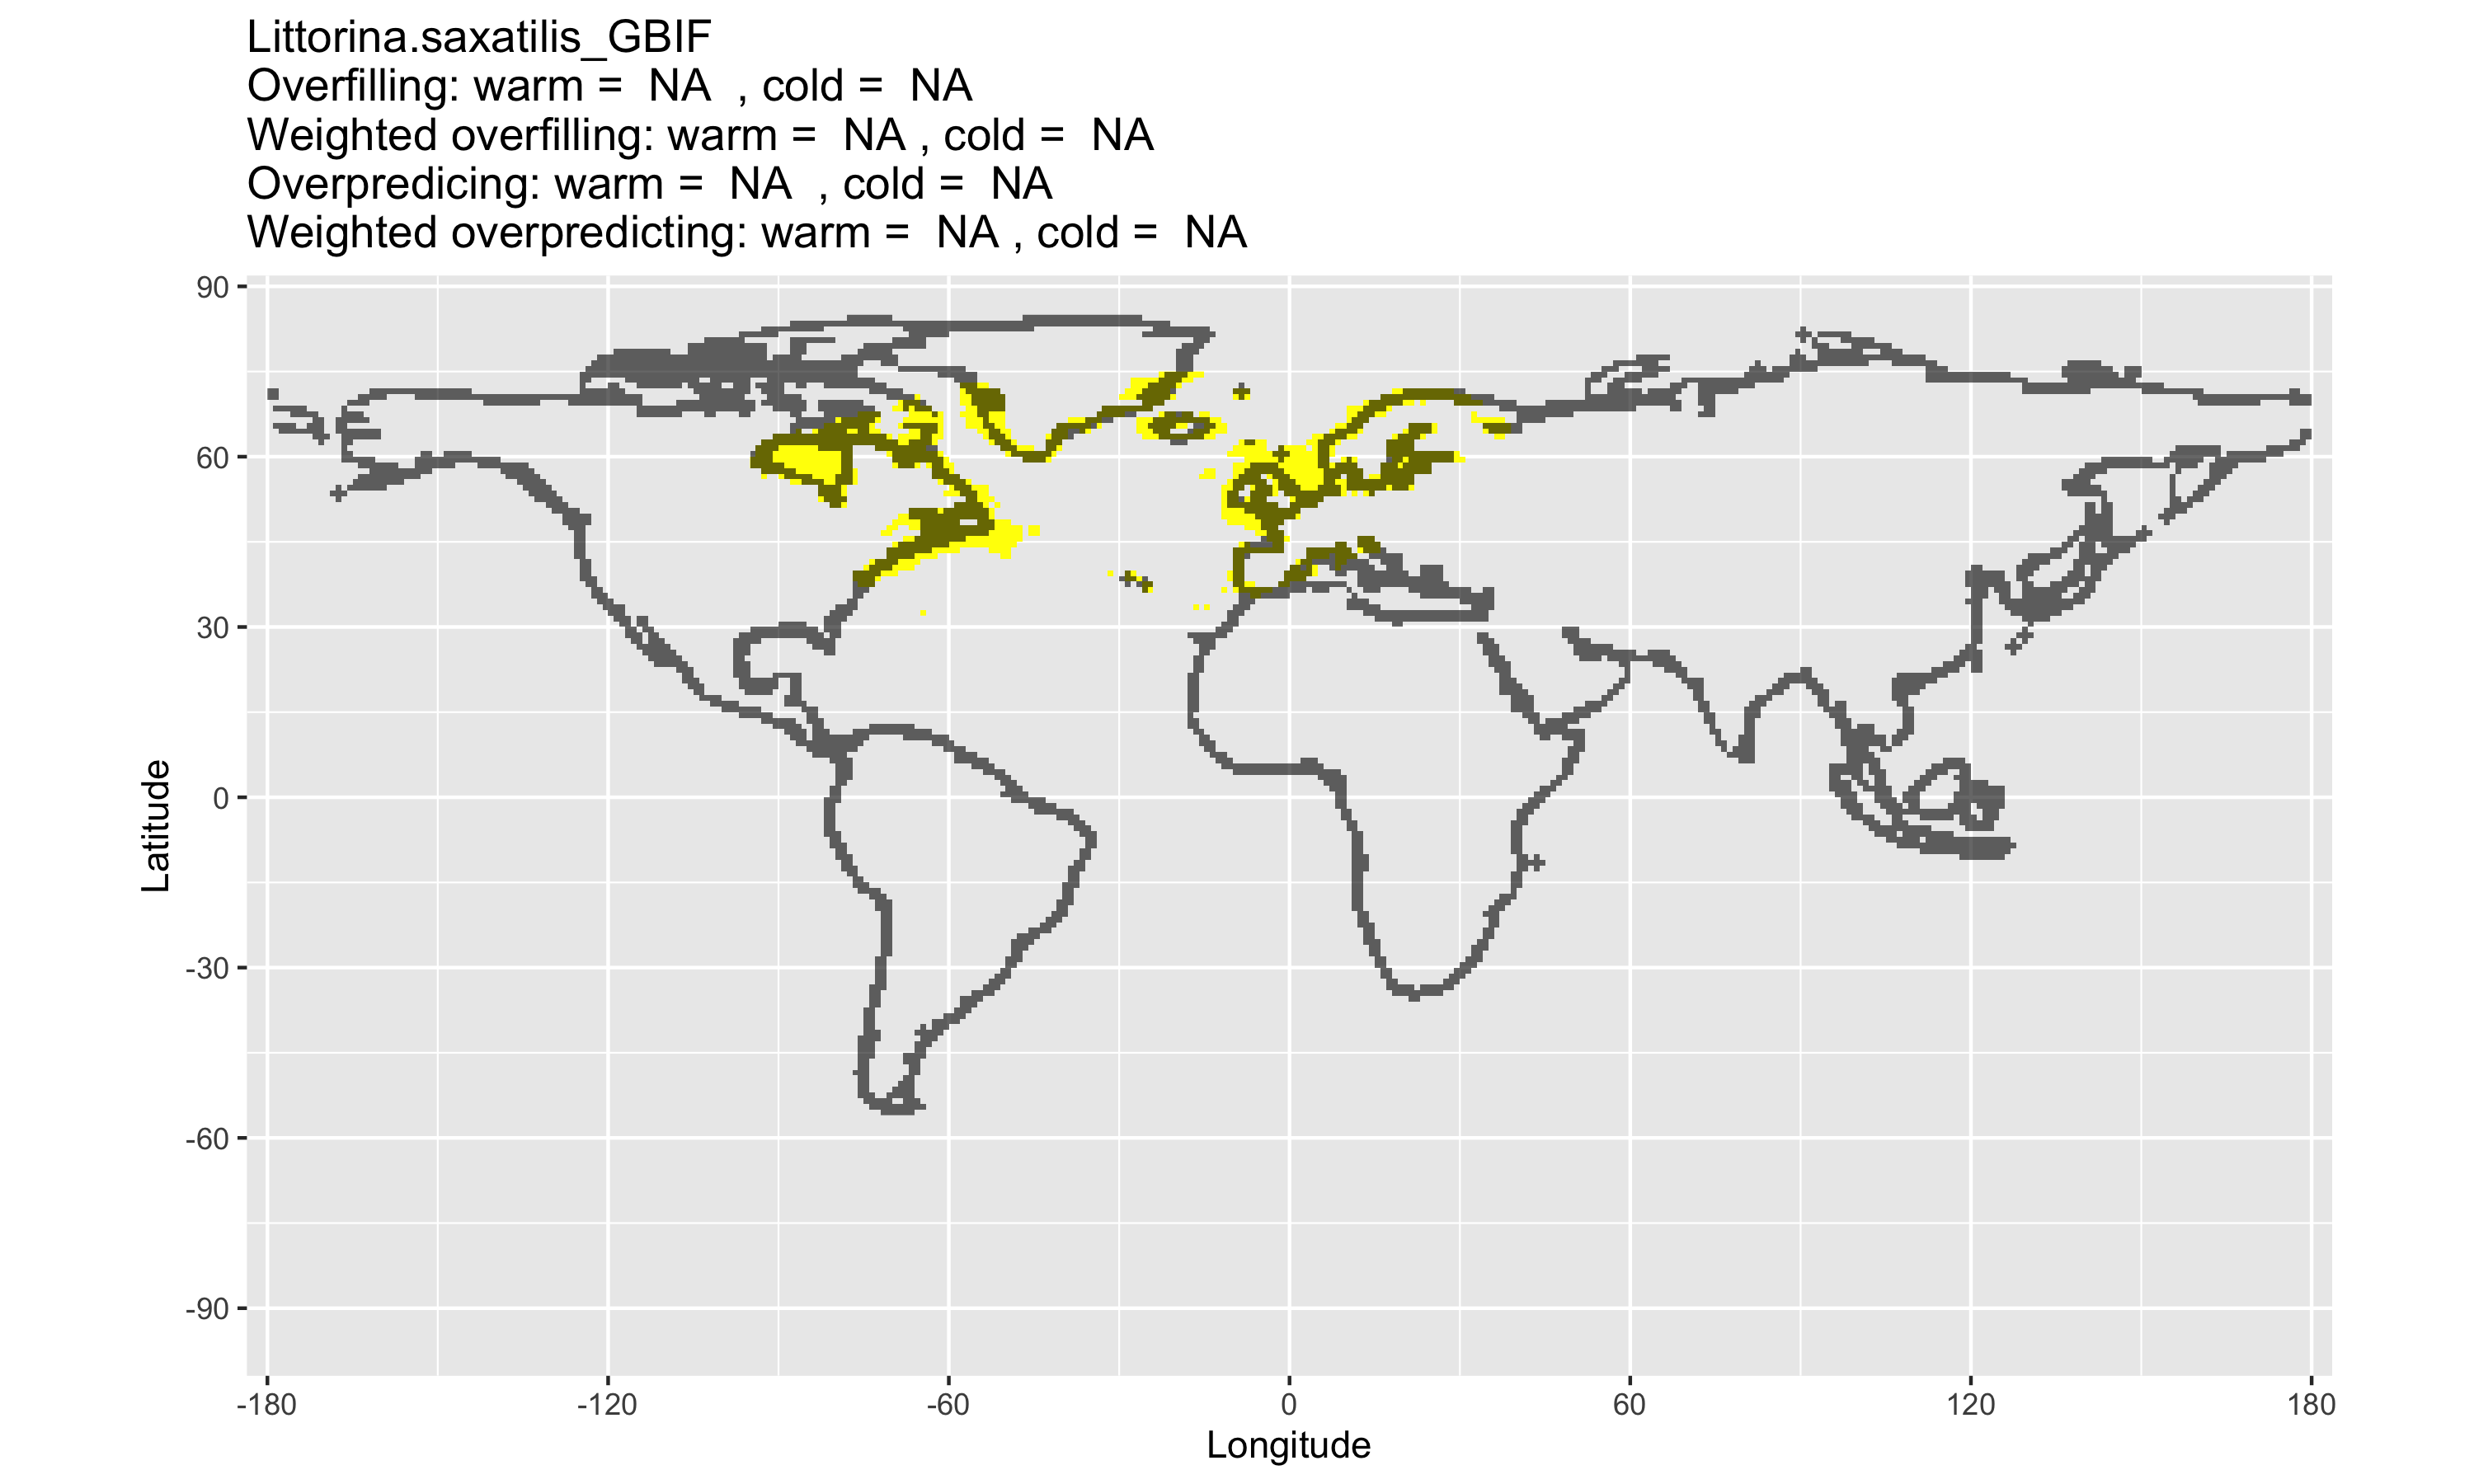 Littorina.saxatilis_GBIF
Overfilling: warm =  NA  , cold =  NA
Weighted overfilling: warm =  NA , cold =  NA
Overpredicing: warm =  NA  , cold =  NA
Weighted overpredicting: warm =  NA , cold =  NA
90
60
30
0
-30
-60
-90
Latitude
-180
-120
-60
0
60
120
180
Longitude